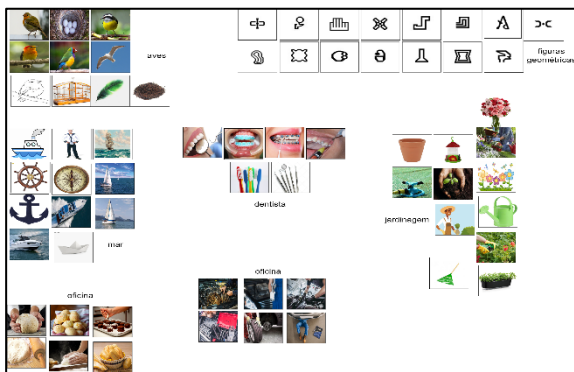 aves
figuras
geométricas
dentista
jardinagem
mar
oficina
oficina